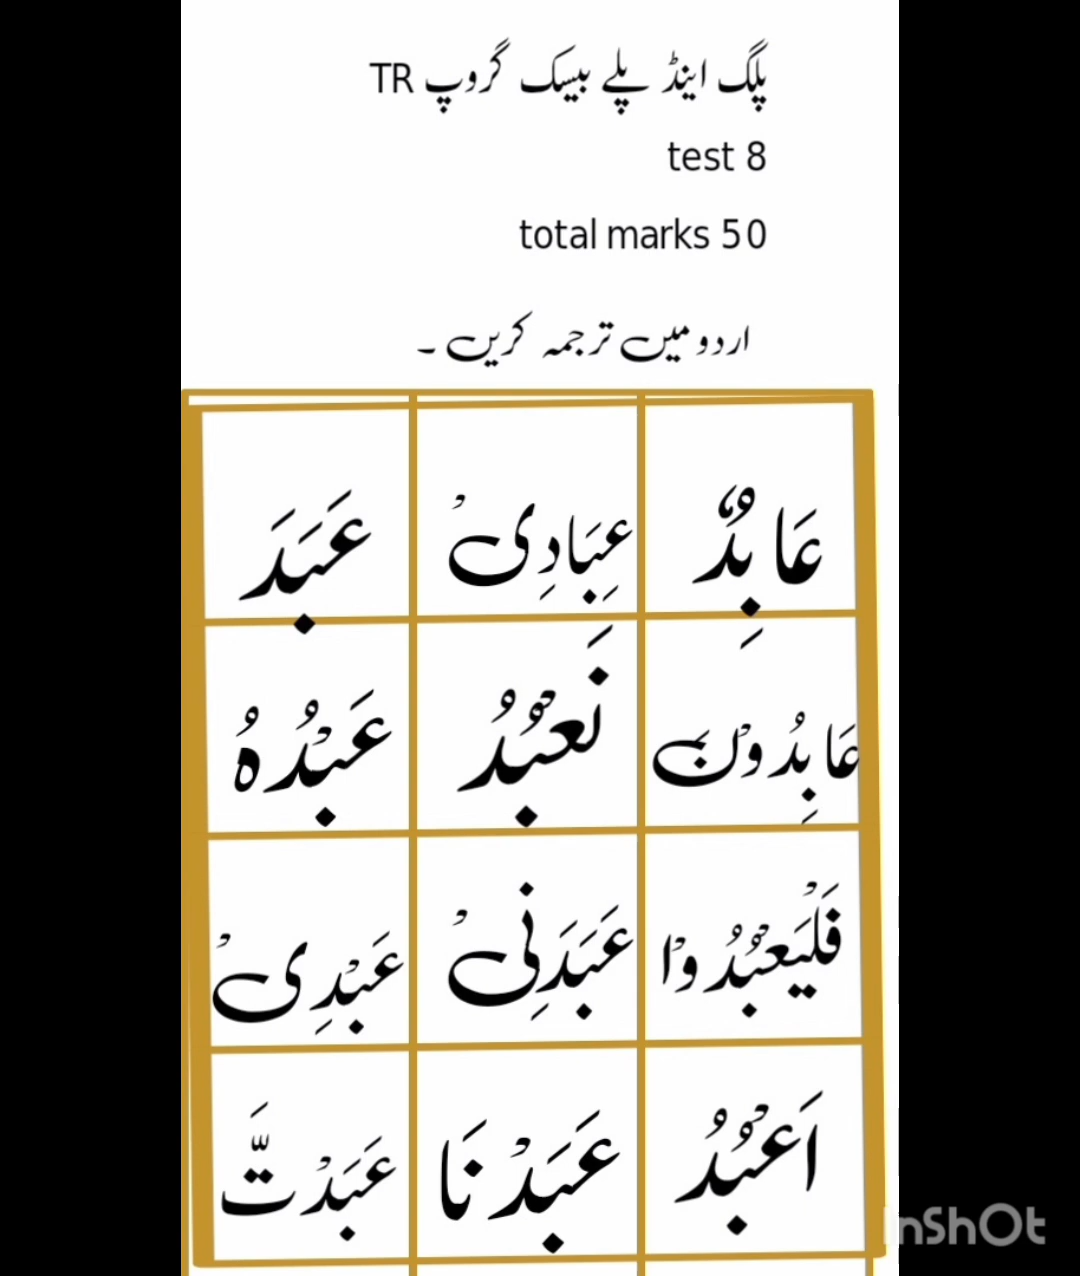 پلگ اینڈ پلے بیسک گروپ TR
test 8
total marks 50
اردو میں ترجمہ کریں ۔
عَابِدٌ عِبَادِیْ عَبَدَ
عَابِدُوْنَ نَعْبُدُ عَبْدُہُ
فَلْیَعْبُدُوْا عَبَدَنِیْ عَبْدِیْ
اَعْبُدُ عَبَدْنَا عَبَدْتَّ
InShOt